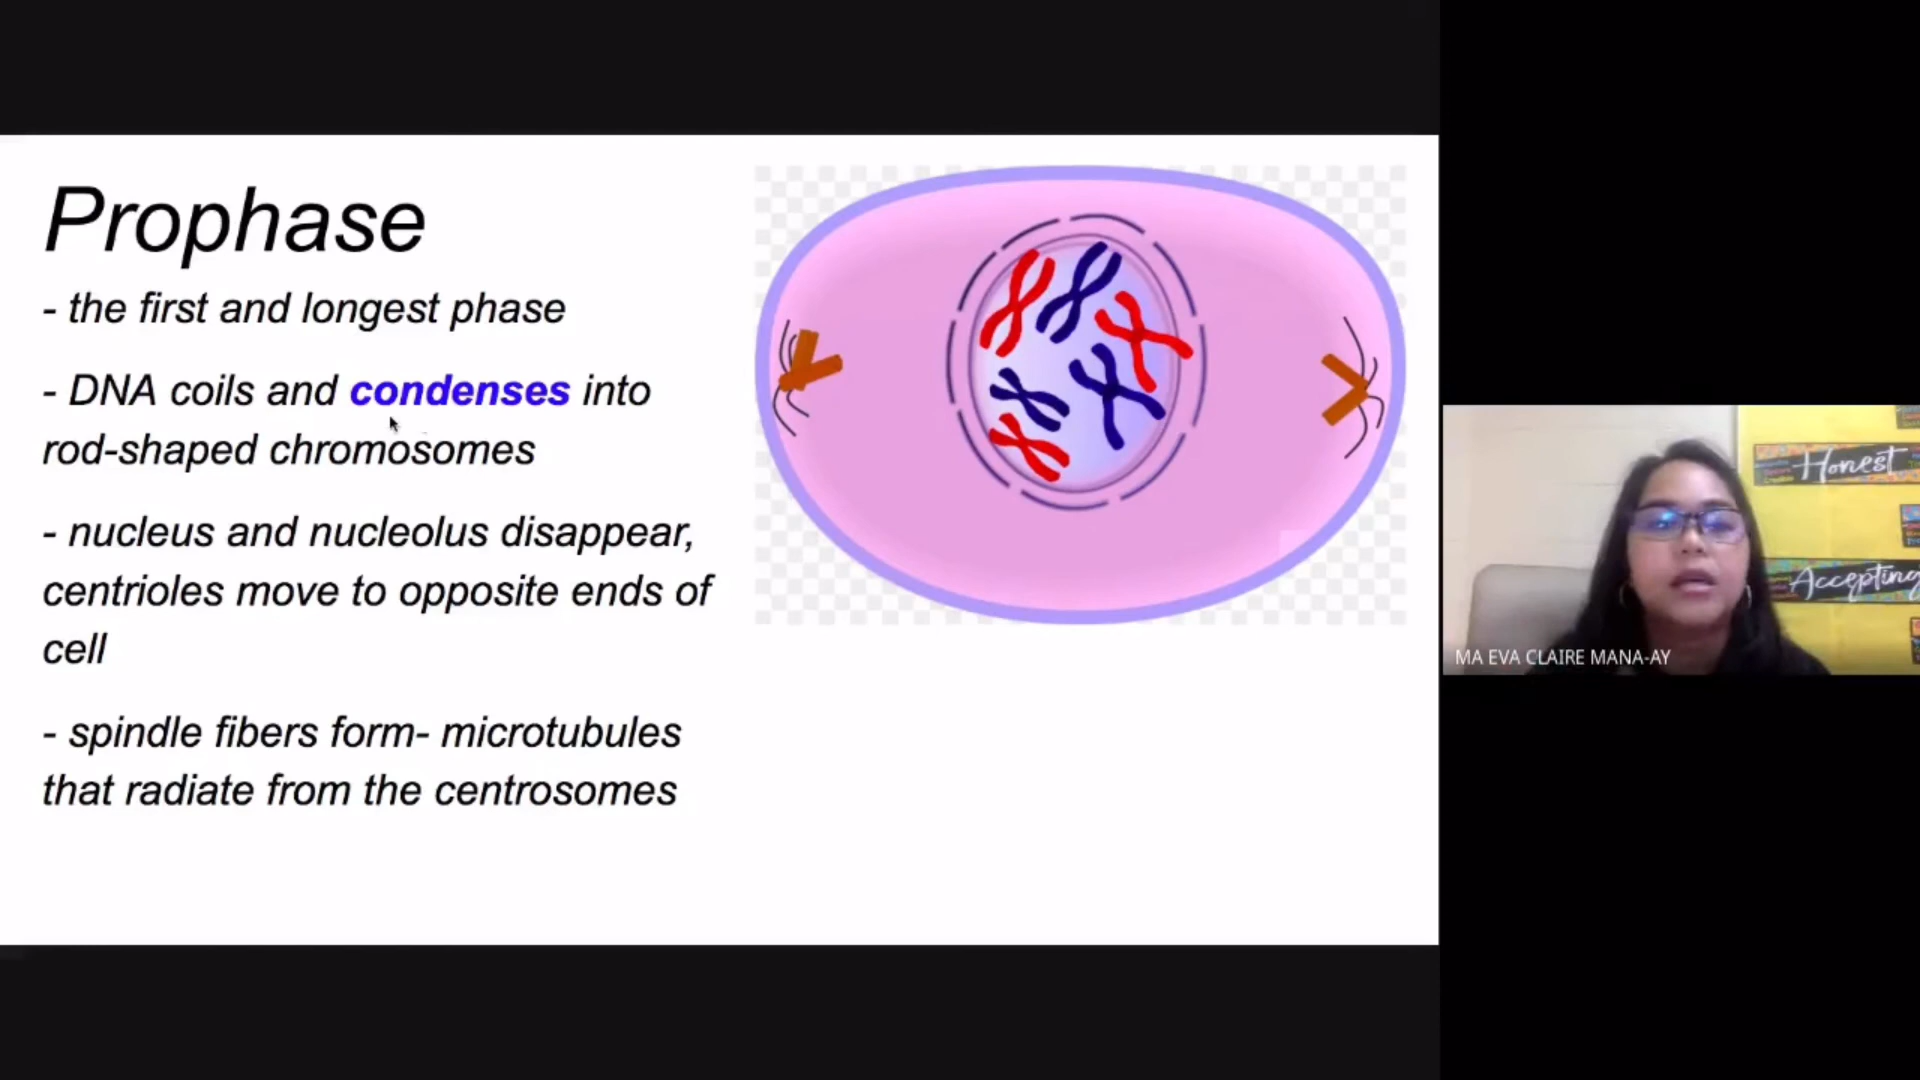 Prophase
- the first and longest phase
- DNA coils and condenses into
rod-shaped chromosomes
- nucleus and nucleolus disappear,
centrioles move to opposite ends of
cell
- spindle fibers form- microtubules
that radiate from the centrosomes
Honest
Accepting
MA EVA CLAIRE MANA-AY